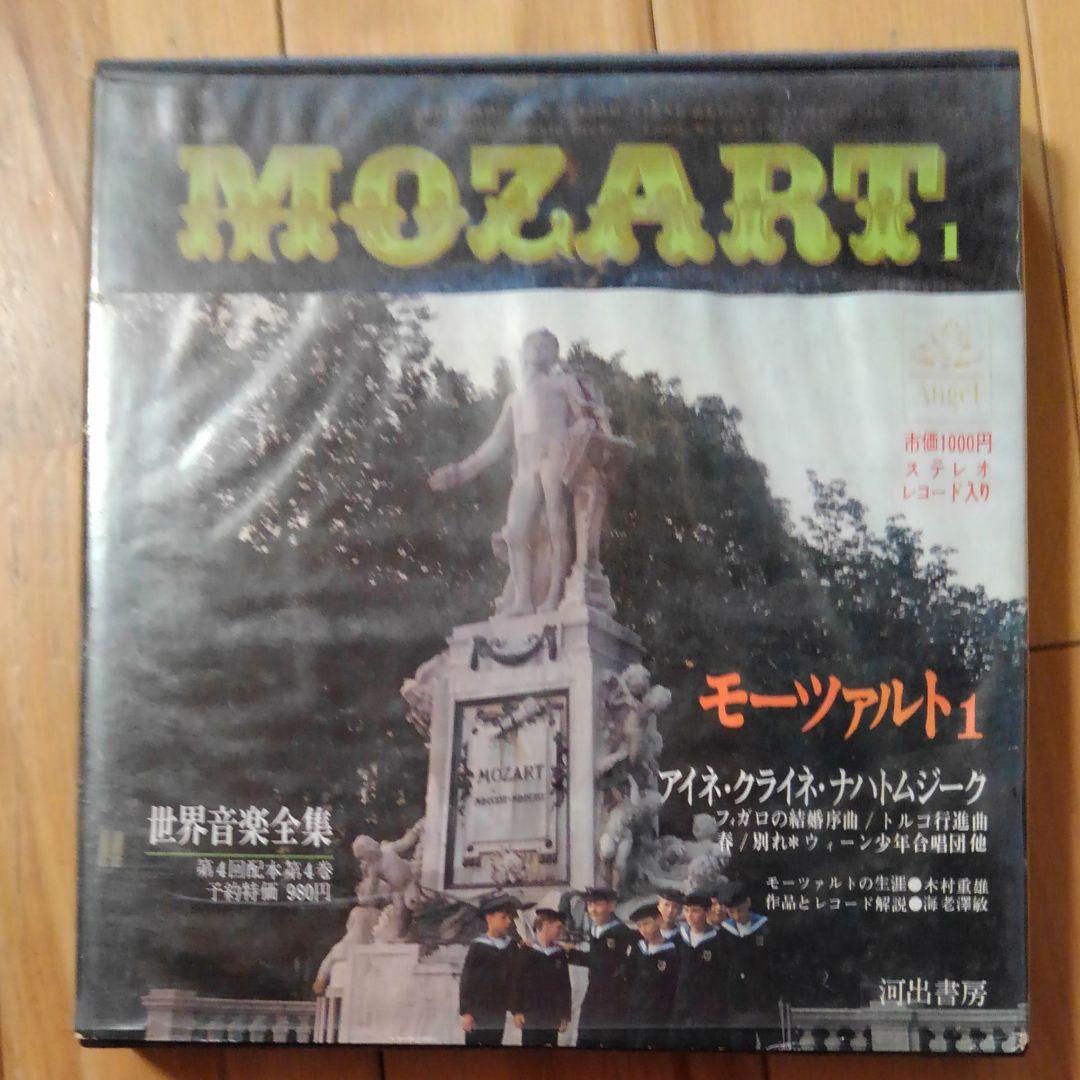 MOZART 1
Angel
市価1000円
ステレオ
レコード入り
モーツァルト1
アイネ・クライネ・ナハトムジーク
フィガロの結婚序曲/トルコ行進曲
春/別れ*ウィーン少年合唱団他
モーツァルトの生涯●木村重雄
作品とレコード解説●海老澤敏
世界音楽全集
第4回配本第4巻
予約特価 980円
MOZART
河出書房